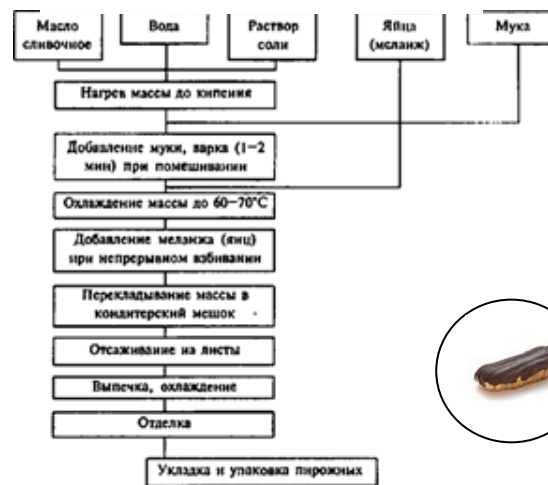 Масло
сливочное
Вода
Раствор
соли
Яйца
(меланж)
Мука
Нагрев массы до кипения
Добавление муки, варка (1—2
мин) при помешивании
Охлаждение массы до 60—70°С
Добавление меланжа (яиц)
при непрерывном взбивании
Перекладывание массы в
кондитерский мешок
Отсаживание на листы
Выпечка, охлаждение
Отделка
Укладка и упаковка пирожных